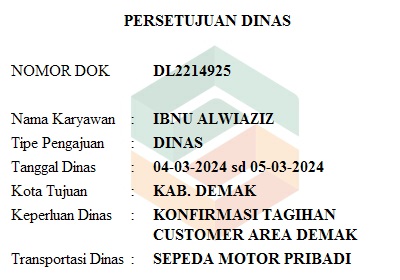 PERSETUJUAN DINAS
NOMOR DOK DL2214925
Nama Karyawan : IBNU ALWIAZIZ
Tipe Pengajuan : DINAS
Tanggal Dinas : 04-03-2024 sd 05-03-2024
Kota Tujuan : KAB. DEMAK
Keperluan Dinas : KONFIRMASI TAGIHAN
CUSTOMER AREA DEMAK
Transportasi Dinas : SEPEDA MOTOR PRIBADI